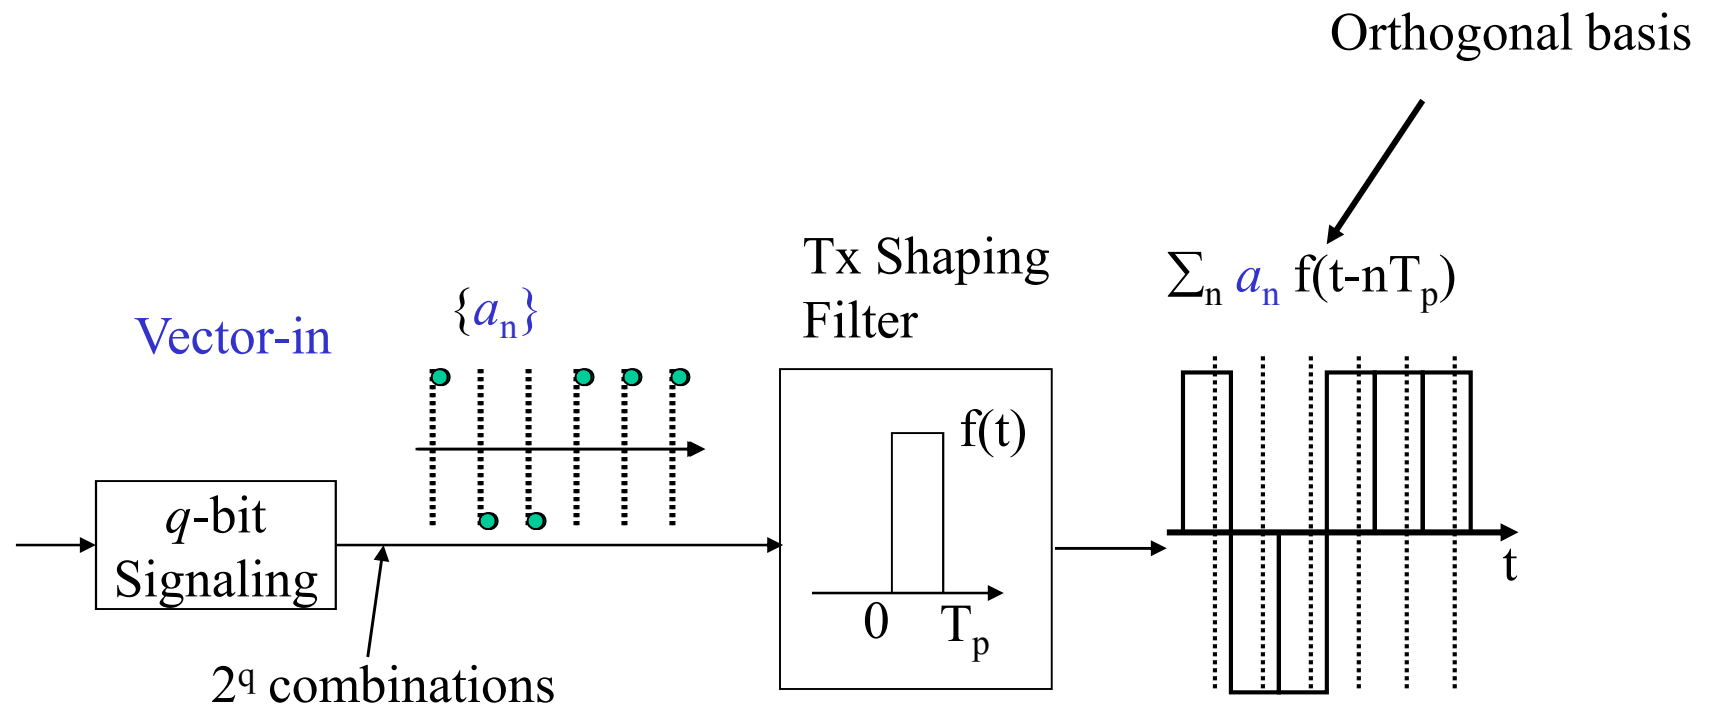 Orthogonal basis
Tx Shaping
Filter
∑n an f(t-nTp)
{an}
Vector-in
f(t)
q-bit
Signaling
0
Tp
t
2q combinations